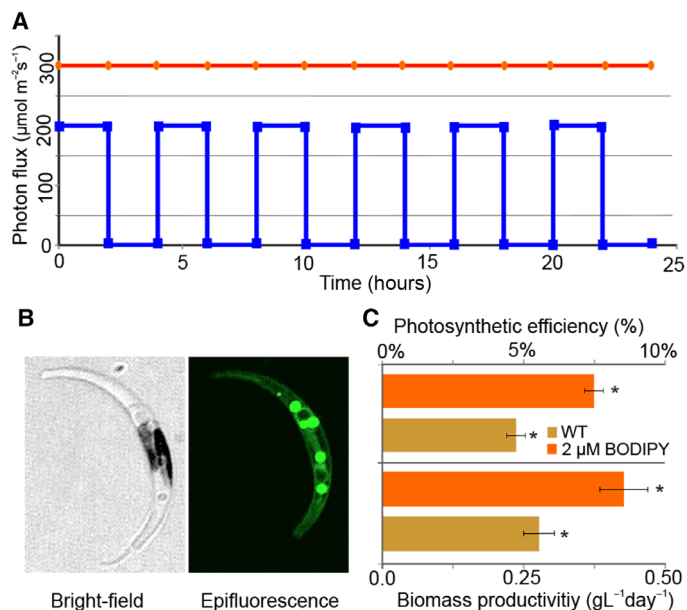 A
Photon flux (µmol m⁻²s⁻¹)
300
200
100
0
0 5 10 15 20 25
Time (hours)
B
Bright-field Epifluorescence
C
Photosynthetic efficiency (%)
0% 5% 10%
*
*
WT
2 µM BODIPY
*
*
0.0 0.25 0.50
Biomass productivitiy (gL⁻¹day⁻¹)